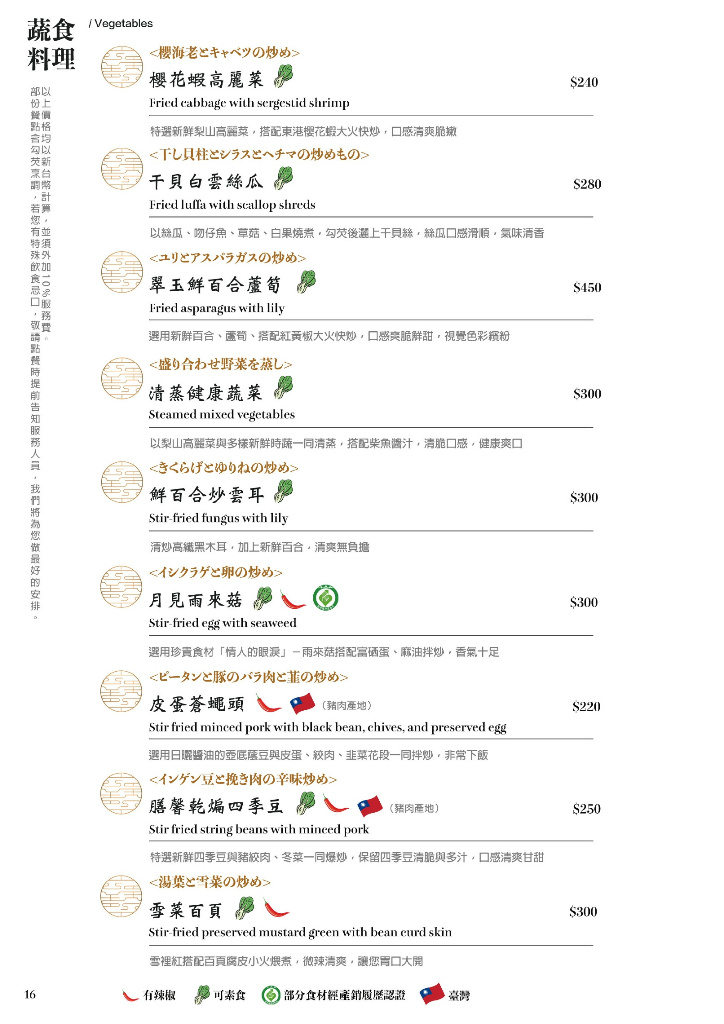 蔬食
料理
/ Vegetables
以上價格均以新台幣計算，並須外加10%服務費。
部份餐點含勾芡烹調，若您有特殊飲食忌口，敬請點餐時提前告知服務人員，我們將為您做最好的安排。
<櫻海老とキャベツの炒め>
櫻花蝦高麗菜
$240
Fried cabbage with sergestid shrimp
特選新鮮梨山高麗菜，搭配東港櫻花蝦大火快炒，口感清爽脆嫩
<干し貝柱とシラスとヘチマの炒めもの>
干貝白雲絲瓜
$280
Fried luffa with scallop shreds
以絲瓜、吻仔魚、草菇、白果燒煮，勾芡後灑上干貝絲，絲瓜口感滑順，氣味清香
<ユリとアスパラガスの炒め>
翠玉鮮百合蘆筍
$450
Fried asparagus with lily
選用新鮮百合、蘆筍、搭配紅黃椒大火快炒，口感爽脆鮮甜，視覺色彩繽紛
<盛り合わせ野菜を蒸し>
清蒸健康蔬菜
$300
Steamed mixed vegetables
以梨山高麗菜與多樣新鮮時蔬一同清蒸，搭配柴魚醬汁，清脆口感，健康爽口
<きくらげとゆりねの炒め>
鮮百合炒雲耳
$300
Stir-fried fungus with lily
清炒高纖黑木耳，加上新鮮百合，清爽無負擔
<イシクラゲと卵の炒め>
月見雨來菇
$300
Stir-fried egg with seaweed
選用珍貴食材「情人的眼淚」－雨來菇搭配富硒蛋、麻油拌炒，香氣十足
<ピータンと豚のバラ肉と韮の炒め>
皮蛋蒼蠅頭
（豬肉產地）
$220
Stir fried minced pork with black bean, chives, and preserved egg
選用日曬醬油的壺底蔭豆與皮蛋、絞肉、韭菜花段一同拌炒，非常下飯
<インゲン豆と挽き肉の辛味炒め>
膳馨乾煸四季豆
（豬肉產地）
$250
Stir fried string beans with minced pork
特選新鮮四季豆與豬絞肉、冬菜一同爆炒，保留四季豆清脆與多汁，口感清爽甘甜
<湯葉と雪菜の炒め>
雪菜百頁
$300
Stir-fried preserved mustard green with bean curd skin
雪裡紅搭配百頁腐皮小火煨煮，微辣清爽，讓您胃口大開
16
有辣椒
可素食
部分食材經產銷履歷認證
臺灣